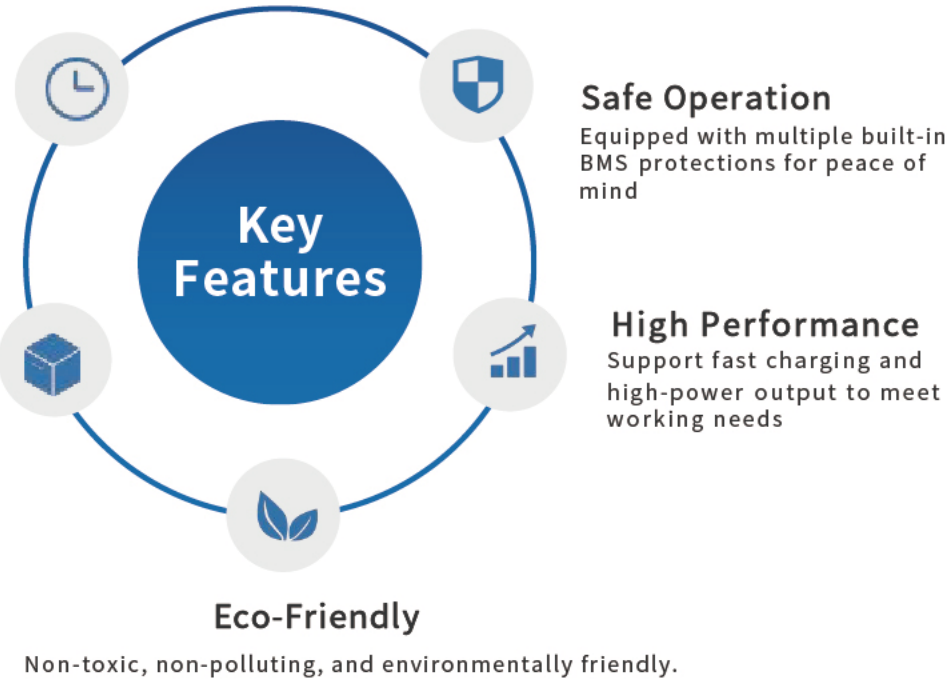 Key
Features
Safe Operation
Equipped with multiple built-in
BMS protections for peace of
mind
High Performance
Support fast charging and
high-power output to meet
working needs
Eco-Friendly
Non-toxic, non-polluting, and environmentally friendly.